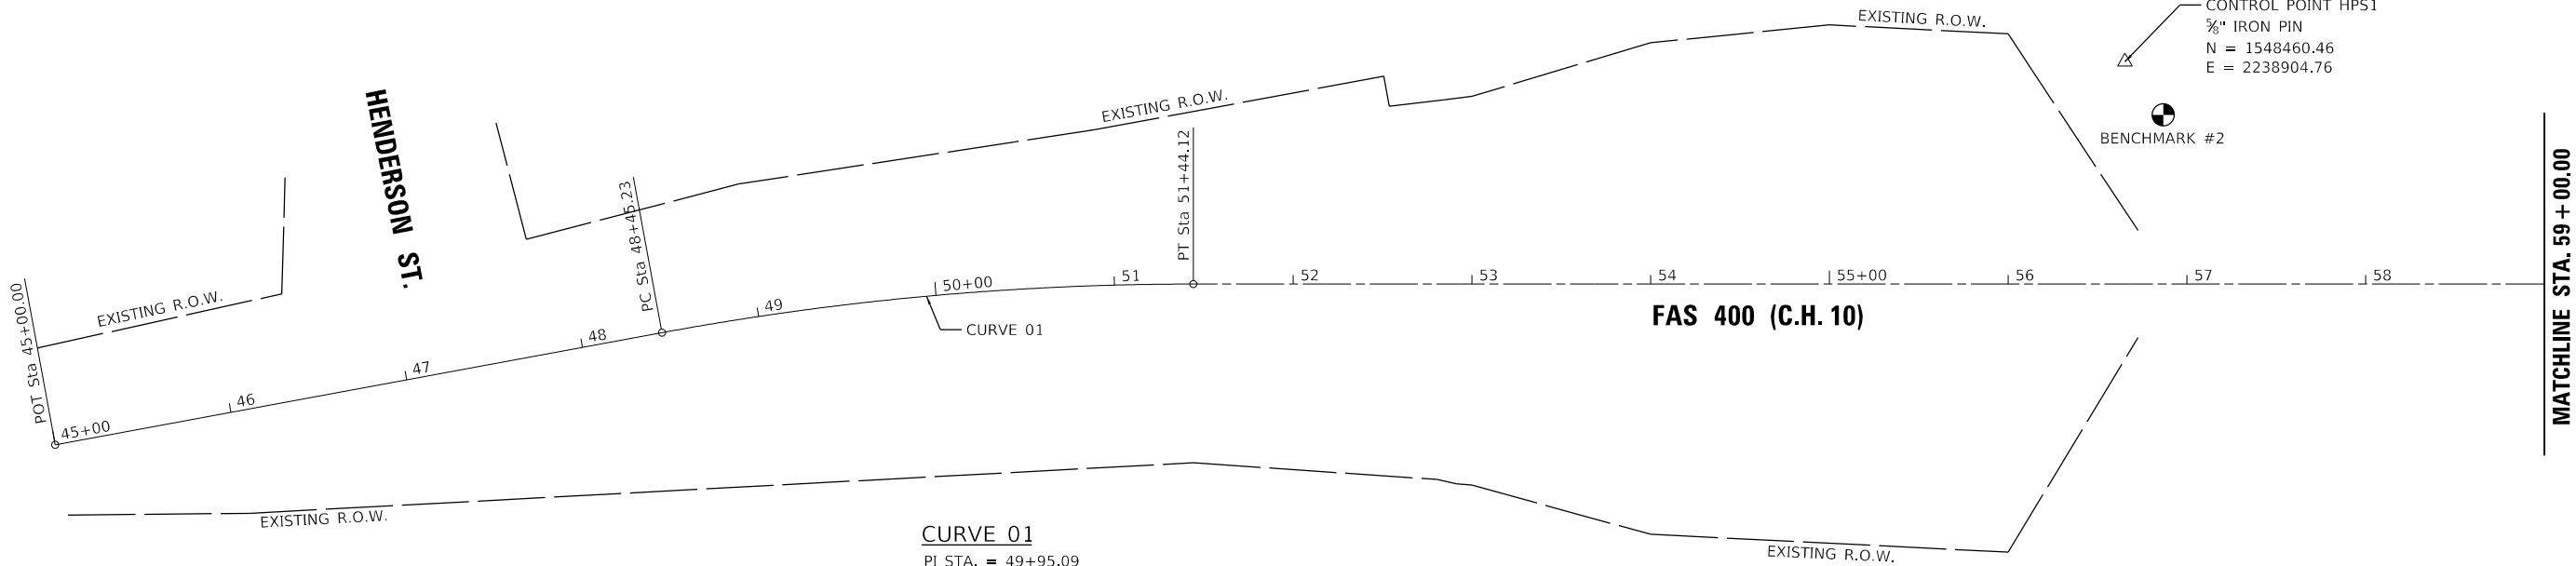 CONTROL POINT HPS1
⅝" IRON PIN
N = 1548460.46
E = 2238904.76
EXISTING R.O.W.
BENCHMARK #2
MATCHLINE STA. 59+00.00
HENDERSON ST.
EXISTING R.O.W.
PT Sta 51+44.12
PC Sta 48+45.23
EXISTING R.O.W.
POT Sta 45+00.00
45+00
46
47
48
49
50+00
51
52
53
54
55+00
56
57
58
CURVE 01
FAS 400 (C.H. 10)
EXISTING R.O.W.
EXISTING R.O.W.
CURVE 01
PI STA. = 49+95.09